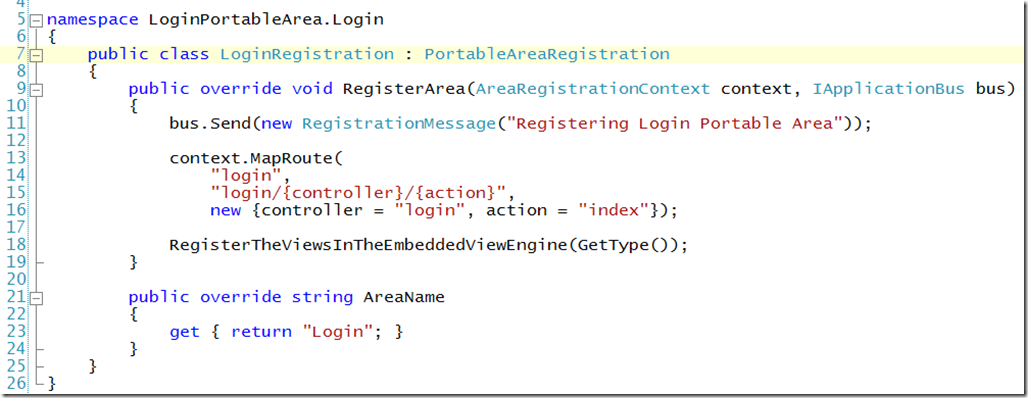 4
5 namespace LoginPortableArea.Login
6 {
7     public class LoginRegistration : PortableAreaRegistration
8     {
9         public override void RegisterArea(AreaRegistrationContext context, IApplicationBus bus)
10         {
11             bus.Send(new RegistrationMessage("Registering Login Portable Area"));
12
13             context.MapRoute(
14                 "login",
15                 "login/{controller}/{action}",
16                 new {controller = "login", action = "index"});
17
18             RegisterTheViewsInTheEmbeddedViewEngine(GetType());
19         }
20
21         public override string AreaName
22         {
23             get { return "Login"; }
24         }
25     }
26 }